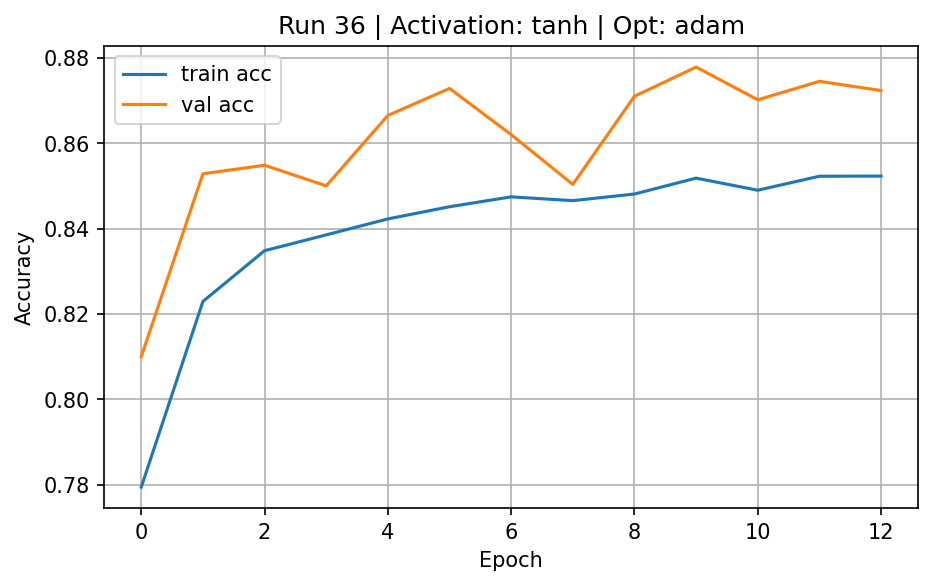 Run 36 | Activation: tanh | Opt: adam
train acc
val acc
0.88
0.86
0.84
0.82
0.80
0.78
Accuracy
0 2 4 6 8 10 12
Epoch